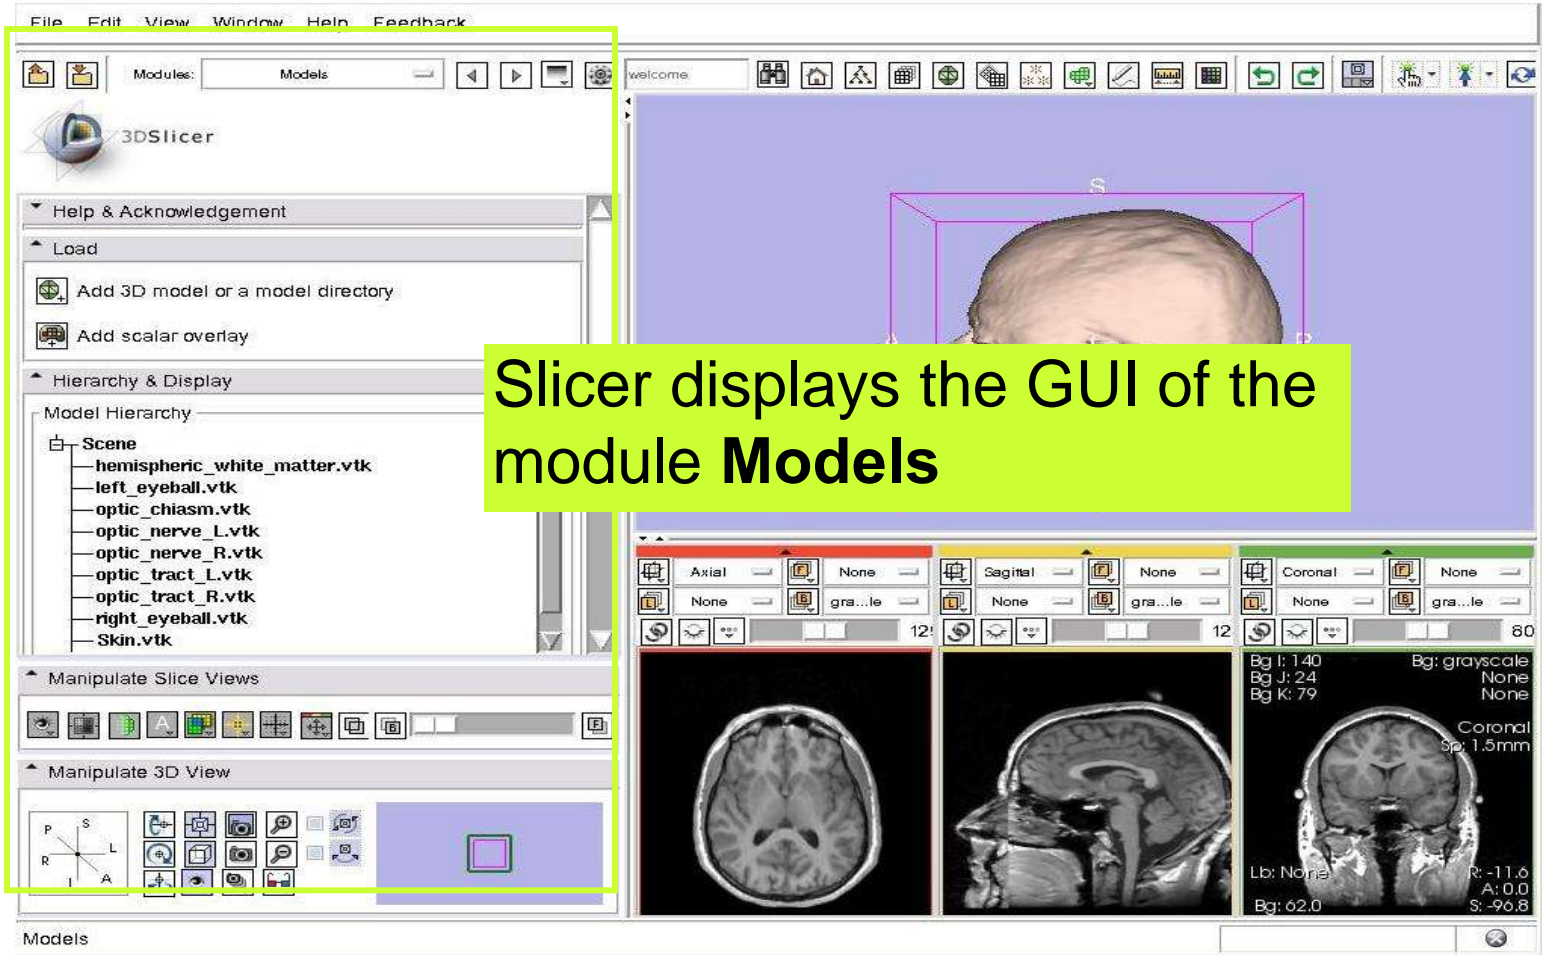 File Edit View Window Help Feedback
Modules: Models
welcome
3DSlicer
Help & Acknowledgement
Load
Add 3D model or a model directory
Add scalar overlay
Hierarchy & Display
Model Hierarchy
Scene
hemispheric_white_matter.vtk
left_eyeball.vtk
optic_chiasm.vtk
optic_nerve_L.vtk
optic_nerve_R.vtk
optic_tract_L.vtk
optic_tract_R.vtk
right_eyeball.vtk
Skin.vtk
Manipulate Slice Views
A
B
F
Manipulate 3D View
P S
L
R
I A
S
Slicer displays the GUI of the
module Models
Axial F None
L None B gra...le
Sagittal F None
L None B gra...le
12
Coronal F None
L None B gra...le
80
Bg I: 140
Bg J: 24
Bg K: 79
Bg: grayscale
None
None
Coronal
Sp: 1.5mm
Lb: None
Bg: 62.0
R: -11.6
A: 0.0
S: -96.8
Models